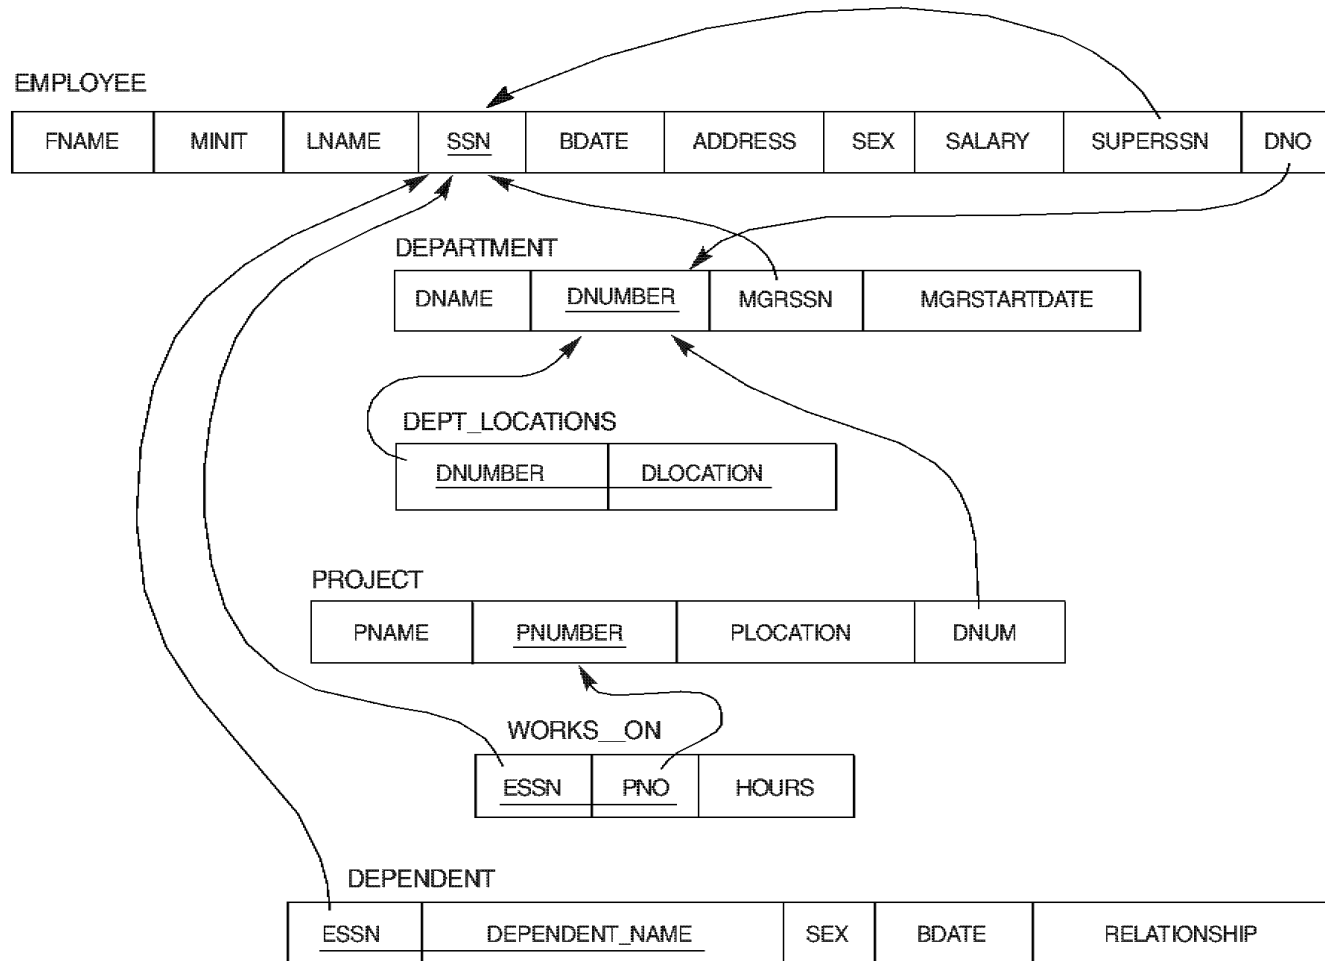 EMPLOYEE
FNAME MINIT LNAME SSN BDATE ADDRESS SEX SALARY SUPERSSN DNO
DEPARTMENT
DNAME DNUMBER MGRSSN MGRSTARTDATE
DEPT_LOCATIONS
DNUMBER DLOCATION
PROJECT
PNAME PNUMBER PLOCATION DNUM
WORKS__ON
ESSN PNO HOURS
DEPENDENT
ESSN DEPENDENT_NAME SEX BDATE RELATIONSHIP